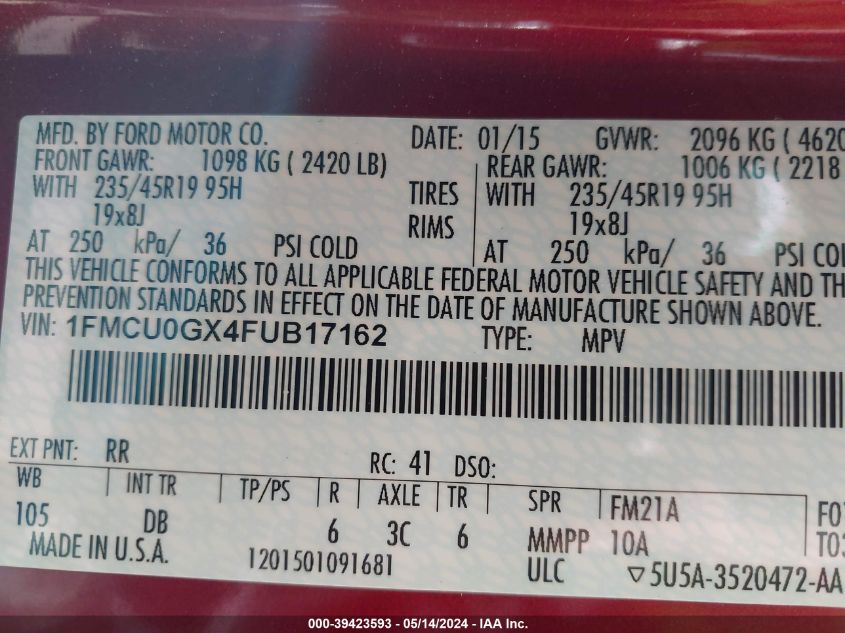 MFD. BY FORD MOTOR CO. DATE: 01/15 GVWR: 2096 KG ( 4620
FRONT GAWR: 1098 KG ( 2420 LB) REAR GAWR: 1006 KG ( 2218
WITH 235/45R19 95H TIRES WITH 235/45R19 95H
19x8J RIMS 19x8J
AT 250 kPa/ 36 PSI COLD AT 250 kPa/ 36 PSI COL
THIS VEHICLE CONFORMS TO ALL APPLICABLE FEDERAL MOTOR VEHICLE SAFETY AND TH
PREVENTION STANDARDS IN EFFECT ON THE DATE OF MANUFACTURE SHOWN ABOVE.
VIN: 1FMCU0GX4FUB17162 TYPE: MPV
EXT PNT: RR RC: 41 DSO:
WB INT TR TP/PS R AXLE TR SPR FM21A F0
105 DB 6 3C 6 MMPP 10A T03
MADE IN U.S.A. 1201501091681 ULC ▽5U5A-3520472-AA
000-39423593 - 05/14/2024 - IAA Inc.